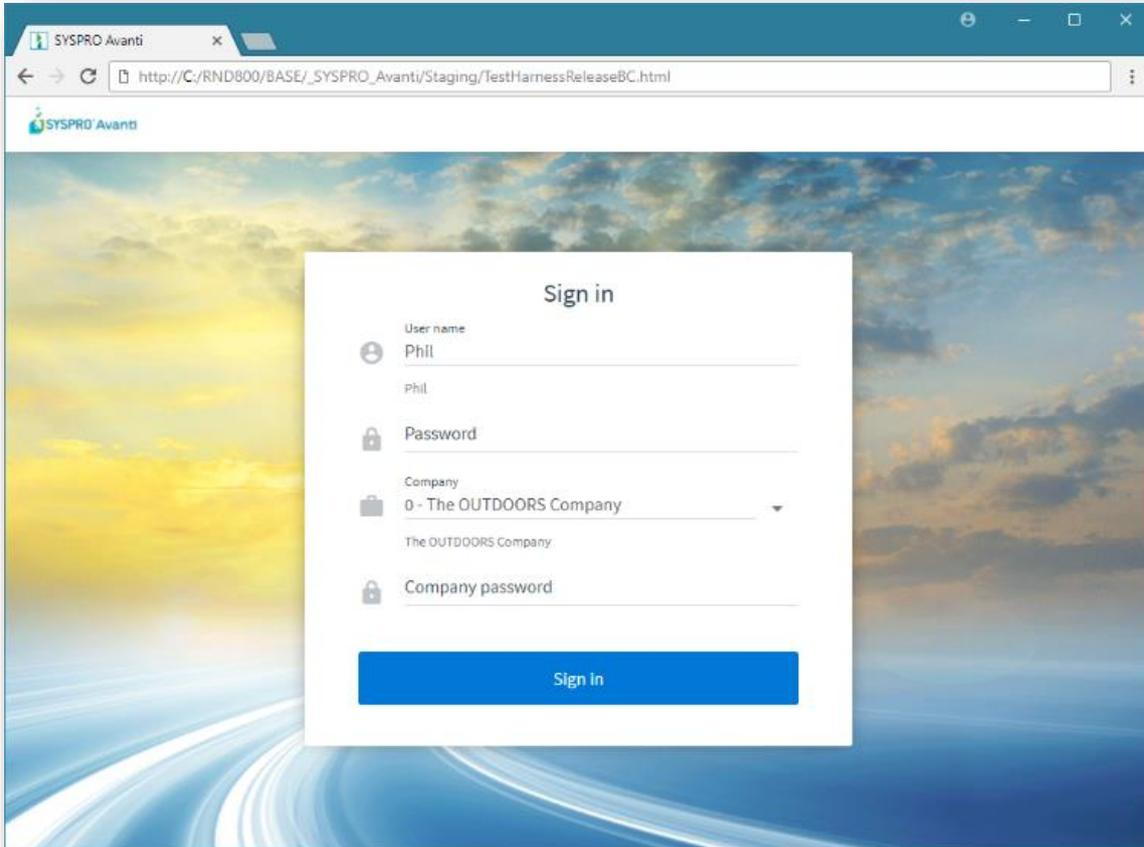 SYSPRO Avanti
http://C:/RND800/BASE/_SYSPRO_Avanti/Staging/TestHarnessReleaseBC.html
SYSPRO Avanti
Sign in
User name
Phil
Phil
Password
Company
0 - The OUTDOORS Company
The OUTDOORS Company
Company password
Sign in